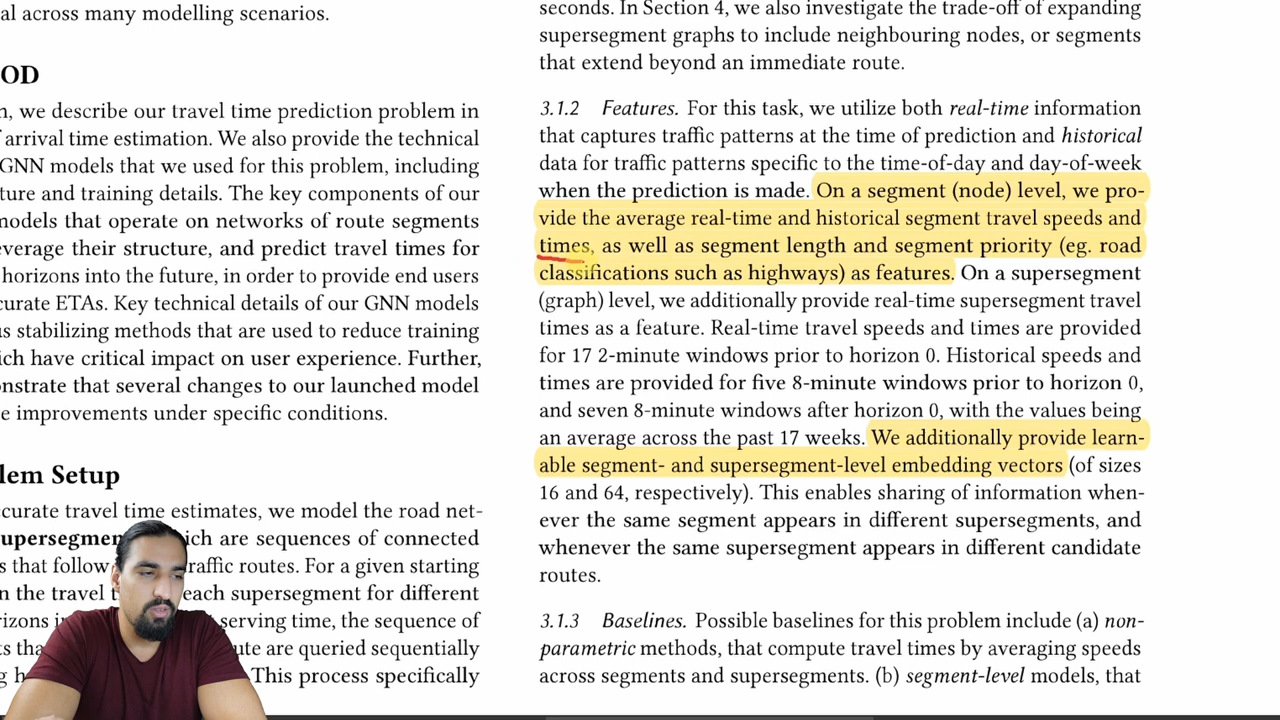 al across many modelling scenarios.
OD
n, we describe our travel time prediction problem in
arrival time estimation. We also provide the technical
GNN models that we used for this problem, including
ture and training details. The key components of our
models that operate on networks of route segments
everage their structure, and predict travel times for
horizons into the future, in order to provide end users
curate ETAs. Key technical details of our GNN models
us stabilizing methods that are used to reduce training
ich have critical impact on user experience. Further,
onstrate that several changes to our launched model
e improvements under specific conditions.
lem Setup
ccurate travel time estimates, we model the road net-
upersegmen ich are sequences of connected
s that follow raffic routes. For a given starting
n the travel t each supersegment for different
rizons i serving time, the sequence of
ts tha ute are queried sequentially
g h This process specifically
seconds. In Section 4, we also investigate the trade-off of expanding
supersegment graphs to include neighbouring nodes, or segments
that extend beyond an immediate route.
3.1.2 Features. For this task, we utilize both real-time information
that captures traffic patterns at the time of prediction and historical
data for traffic patterns specific to the time-of-day and day-of-week
when the prediction is made. On a segment (node) level, we pro-
vide the average real-time and historical segment travel speeds and
times, as well as segment length and segment priority (eg. road
classifications such as highways) as features. On a supersegment
(graph) level, we additionally provide real-time supersegment travel
times as a feature. Real-time travel speeds and times are provided
for 17 2-minute windows prior to horizon 0. Historical speeds and
times are provided for five 8-minute windows prior to horizon 0,
and seven 8-minute windows after horizon 0, with the values being
an average across the past 17 weeks. We additionally provide learn-
able segment- and supersegment-level embedding vectors (of sizes
16 and 64, respectively). This enables sharing of information when-
ever the same segment appears in different supersegments, and
whenever the same supersegment appears in different candidate
routes.
3.1.3 Baselines. Possible baselines for this problem include (a) non-
parametric methods, that compute travel times by averaging speeds
across segments and supersegments. (b) segment-level models, that